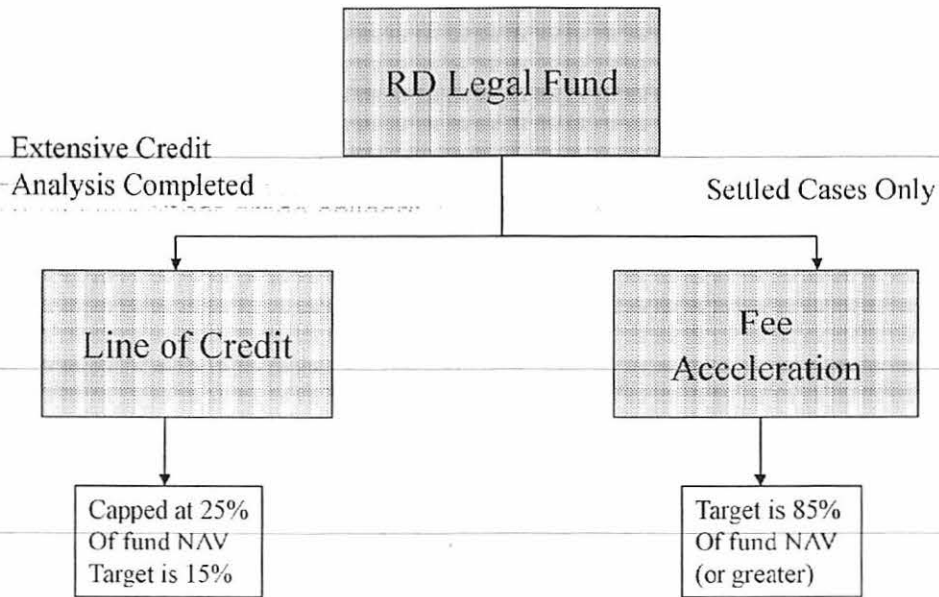 RD Legal Fund
Extensive Credit
Analysis Completed
Settled Cases Only
Line of Credit
Fee
Acceleration
Capped at 25%
Of fund NAV
Target is 15%
Target is 85%
Of fund NAV
(or greater)